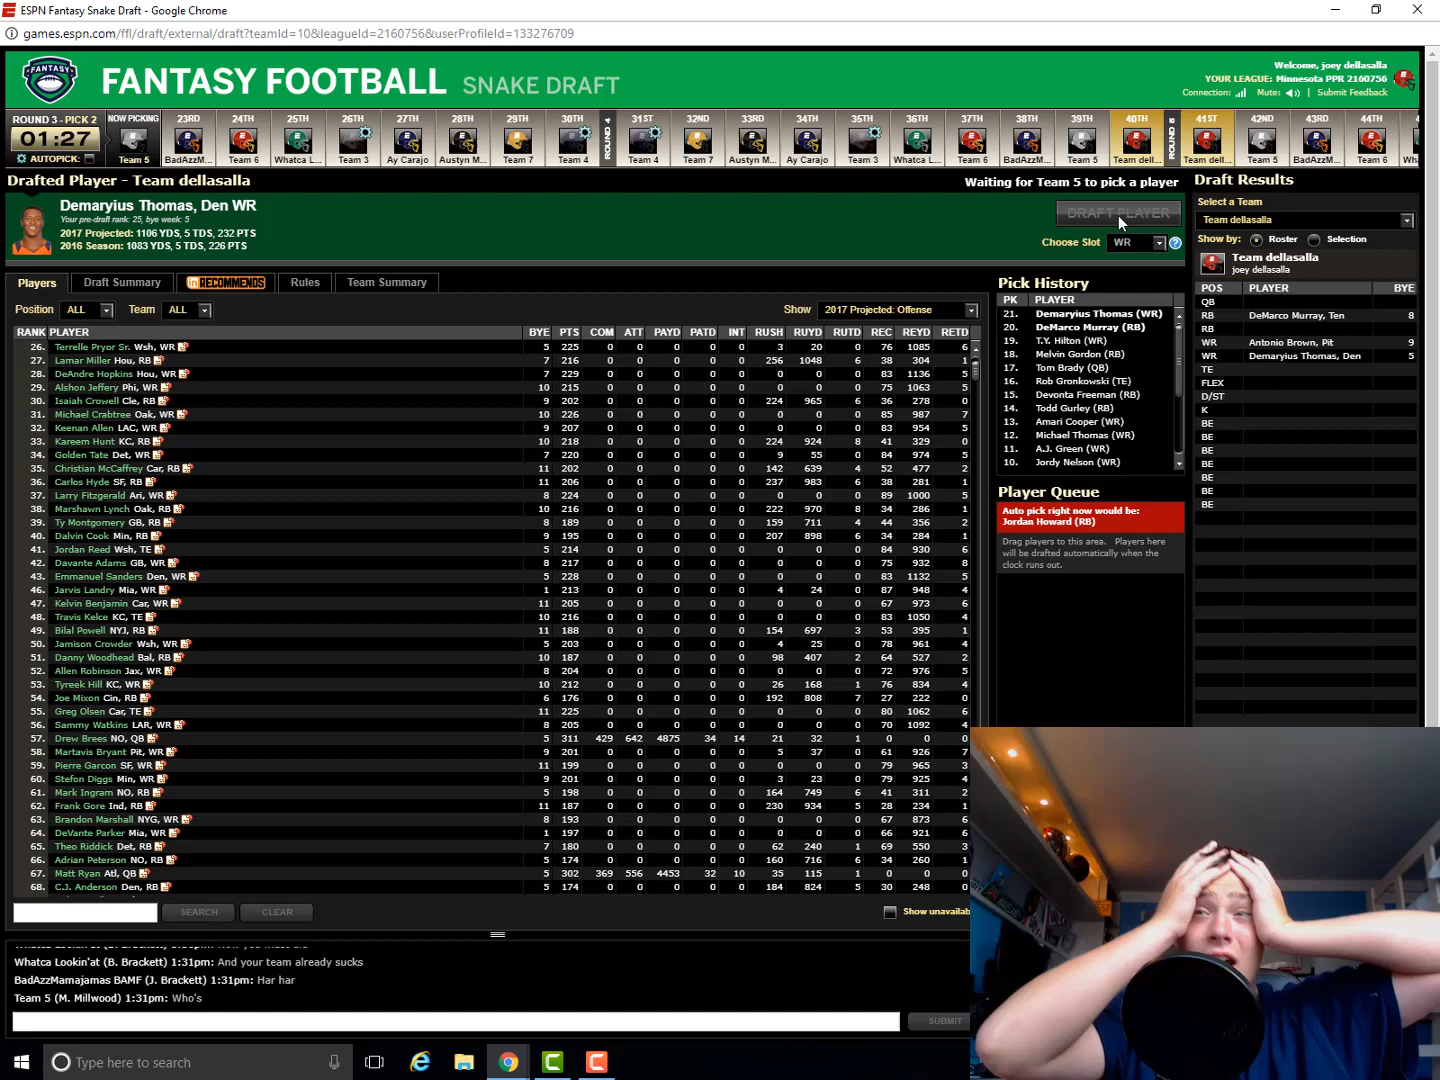 ESPN Fantasy Snake Draft - Google Chrome
games.espn.com/ffl/draft/external/draft?teamId=10&leagueId=2160756&userProfileId=133276709
FANTASY FOOTBALL SNAKE DRAFT
Welcome, joey dellasalla
YOUR LEAGUE: Minnesota PPR 2160756
Connection: Mute: Submit Feedback
ROUND 3 - PICK 2
01:27
AUTOPICK:
NOW PICKING 23RD 24TH 25TH 26TH 27TH 28TH 29TH 30TH ROUND 4 31ST 32ND 33RD 34TH 35TH 36TH 37TH 38TH 39TH 40TH 41ST 42ND 43RD 44TH
Team 5 BadAzzM... Team 6 Whatca L... Team 3 Ay Carajo Austyn M... Team 7 Team 4 Team 4 Team 7 Austyn M... Ay Carajo Team 3 Whatca L... Team 6 BadAzzM... Team 5 Team dell... Team dell... Team 5 BadAzzM... Team 6
Drafted Player - Team dellasalla
Waiting for Team 5 to pick a player
Demaryius Thomas, Den WR
Your pre-draft rank: 25, bye week: 5
2017 Projected: 1106 YDS, 5 TDS, 232 PTS
2016 Season: 1083 YDS, 5 TDS, 226 PTS
DRAFT PLAYER
Choose Slot WR
Players Draft Summary RECOMMENDS Rules Team Summary
Position ALL Team ALL Show 2017 Projected: Offense
RANK PLAYER BYE PTS COM ATT PAYD PATD INT RUSH RUYD RUTD REC REYD RETD
26. Terrelle Pryor Sr. Wsh, WR 5 225 0 0 0 0 0 3 20 0 76 1085 6
27. Lamar Miller Hou, RB 7 216 0 0 0 0 0 256 1048 6 38 304 1
28. DeAndre Hopkins Hou, WR 7 229 0 0 0 0 0 0 0 0 83 1136 5
29. Alshon Jeffery Phi, WR 10 215 0 0 0 0 0 0 0 0 75 1063 5
30. Isaiah Crowell Cle, RB 9 202 0 0 0 0 0 224 965 6 36 278 0
31. Michael Crabtree Oak, WR 10 226 0 0 0 0 0 0 0 0 85 987 7
32. Keenan Allen LAC, WR 9 207 0 0 0 0 0 0 0 0 83 954 5
33. Kareem Hunt KC, RB 10 218 0 0 0 0 0 224 924 8 41 329 0
34. Golden Tate Det, WR 7 220 0 0 0 0 0 9 55 0 84 974 5
35. Christian McCaffrey Car, RB 11 202 0 0 0 0 0 142 639 4 52 477 2
36. Carlos Hyde SF, RB 11 206 0 0 0 0 0 237 983 6 38 281 1
37. Larry Fitzgerald Ari, WR 8 224 0 0 0 0 0 0 0 0 89 1000 5
38. Marshawn Lynch Oak, RB 10 216 0 0 0 0 0 222 970 8 34 286 1
39. Ty Montgomery GB, RB 8 189 0 0 0 0 0 159 711 4 44 356 2
40. Dalvin Cook Min, RB 9 195 0 0 0 0 0 207 898 6 34 284 1
41. Jordan Reed Wsh, TE 5 214 0 0 0 0 0 0 0 0 84 930 6
42. Davante Adams GB, WR 8 217 0 0 0 0 0 0 0 0 75 932 8
43. Emmanuel Sanders Den, WR 5 228 0 0 0 0 0 0 0 0 83 1132 5
46. Jarvis Landry Mia, WR 1 213 0 0 0 0 0 4 24 0 87 948 4
47. Kelvin Benjamin Car, WR 11 205 0 0 0 0 0 0 0 0 67 973 6
48. Travis Kelce KC, TE 10 216 0 0 0 0 0 0 0 0 83 1050 4
49. Bilal Powell NYJ, RB 11 188 0 0 0 0 0 154 697 3 53 395 1
50. Jamison Crowder Wsh, WR 5 203 0 0 0 0 0 4 25 0 78 961 4
51. Danny Woodhead Bal, RB 10 187 0 0 0 0 0 98 407 2 64 527 2
52. Allen Robinson Jax, WR 8 204 0 0 0 0 0 0 0 0 72 976 5
53. Tyreek Hill KC, WR 10 212 0 0 0 0 0 26 168 1 76 834 4
54. Joe Mixon Cin, RB 6 176 0 0 0 0 0 192 808 7 27 222 0
55. Greg Olsen Car, TE 11 225 0 0 0 0 0 0 0 0 80 1062 6
56. Sammy Watkins LAR, WR 8 205 0 0 0 0 0 0 0 0 70 1092 4
57. Drew Brees NO, QB 5 311 429 642 4875 34 14 21 32 1 0 0 0
58. Martavis Bryant Pit, WR 9 201 0 0 0 0 0 5 37 0 61 926 7
59. Pierre Garcon SF, WR 11 199 0 0 0 0 0 0 0 0 79 965 3
60. Stefon Diggs Min, WR 9 201 0 0 0 0 0 3 23 0 79 925 4
61. Mark Ingram NO, RB 5 198 0 0 0 0 0 164 749 6 41 311 2
62. Frank Gore Ind, RB 11 187 0 0 0 0 0 230 934 5 28 234 1
63. Brandon Marshall NYG, WR 8 193 0 0 0 0 0 0 0 0 67 873 6
64. DeVante Parker Mia, WR 1 197 0 0 0 0 0 0 0 0 66 921 6
65. Theo Riddick Det, RB 7 180 0 0 0 0 0 62 240 1 69 550 3
66. Adrian Peterson NO, RB 5 174 0 0 0 0 0 160 716 6 34 260 1
67. Matt Ryan Atl, QB 5 302 369 556 4453 32 10 35 115 1 0 0 0
68. C.J. Anderson Den, RB 5 174 0 0 0 0 0 184 824 5 30 248 0
SEARCH CLEAR Show unavailab
Whatca Lookin'at (B. Brackett)
Whatca Lookin'at (B. Brackett) 1:31pm: And your team already sucks
BadAzzMamajamas BAMF (J. Brackett) 1:31pm: Har har
Team 5 (M. Millwood) 1:31pm: Who's
SUBMIT
Pick History
PK PLAYER
21. Demaryius Thomas (WR)
20. DeMarco Murray (RB)
19. T.Y. Hilton (WR)
18. Melvin Gordon (RB)
17. Tom Brady (QB)
16. Rob Gronkowski (TE)
15. Devonta Freeman (RB)
14. Todd Gurley (RB)
13. Amari Cooper (WR)
12. Michael Thomas (WR)
11. A.J. Green (WR)
10. Jordy Nelson (WR)
Player Queue
Auto pick right now would be:
Jordan Howard (RB)
Drag players to this area. Players here
will be drafted automatically when the
clock runs out.
Draft Results
Select a Team
Team dellasalla
Show by: Roster Selection
Team dellasalla
joey dellasalla
POS PLAYER BYE
QB
RB DeMarco Murray, Ten 8
RB
WR Antonio Brown, Pit 9
WR Demaryius Thomas, Den 5
TE
FLEX
D/ST
K
BE
BE
BE
BE
BE
BE
BE
Type here to search